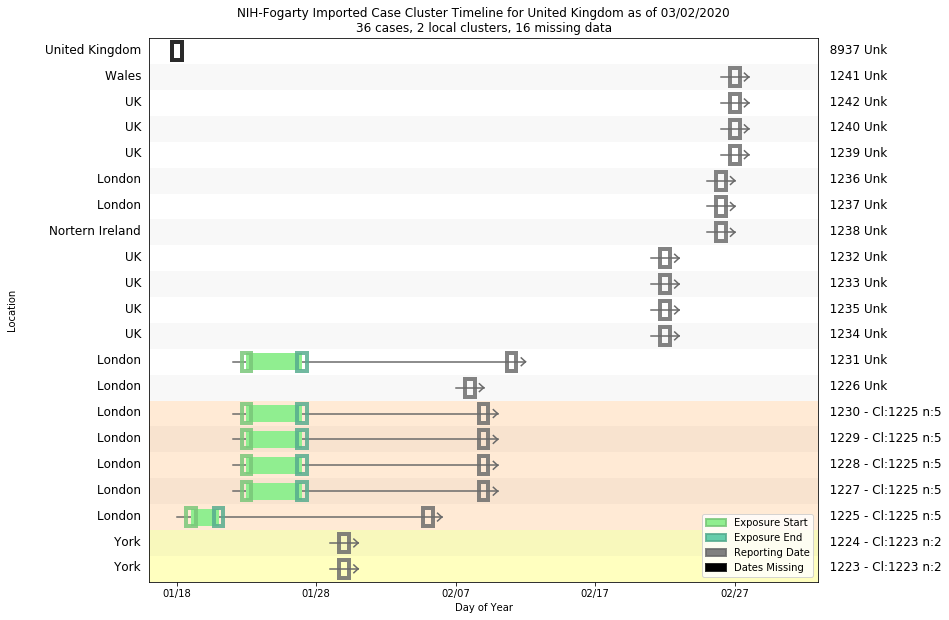 NIH-Fogarty Imported Case Cluster Timeline for United Kingdom as of 03/02/2020
36 cases, 2 local clusters, 16 missing data
Location
United Kingdom 8937 Unk
Wales 1241 Unk
UK 1242 Unk
UK 1240 Unk
UK 1239 Unk
London 1236 Unk
London 1237 Unk
Nortern Ireland 1238 Unk
UK 1232 Unk
UK 1233 Unk
UK 1235 Unk
UK 1234 Unk
London 1231 Unk
London 1226 Unk
London 1230 - Cl:1225 n:5
London 1229 - Cl:1225 n:5
London 1228 - Cl:1225 n:5
London 1227 - Cl:1225 n:5
London 1225 - Cl:1225 n:5
York 1224 - Cl:1223 n:2
York 1223 - Cl:1223 n:2
Exposure Start
Exposure End
Reporting Date
Dates Missing
01/18 01/28 02/07 02/17 02/27
Day of Year